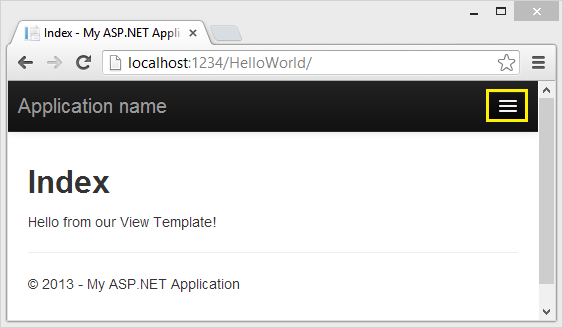 Index - My ASP.NET Appli
localhost:1234/HelloWorld/
Application name
Index
Hello from our View Template!
© 2013 - My ASP.NET Application